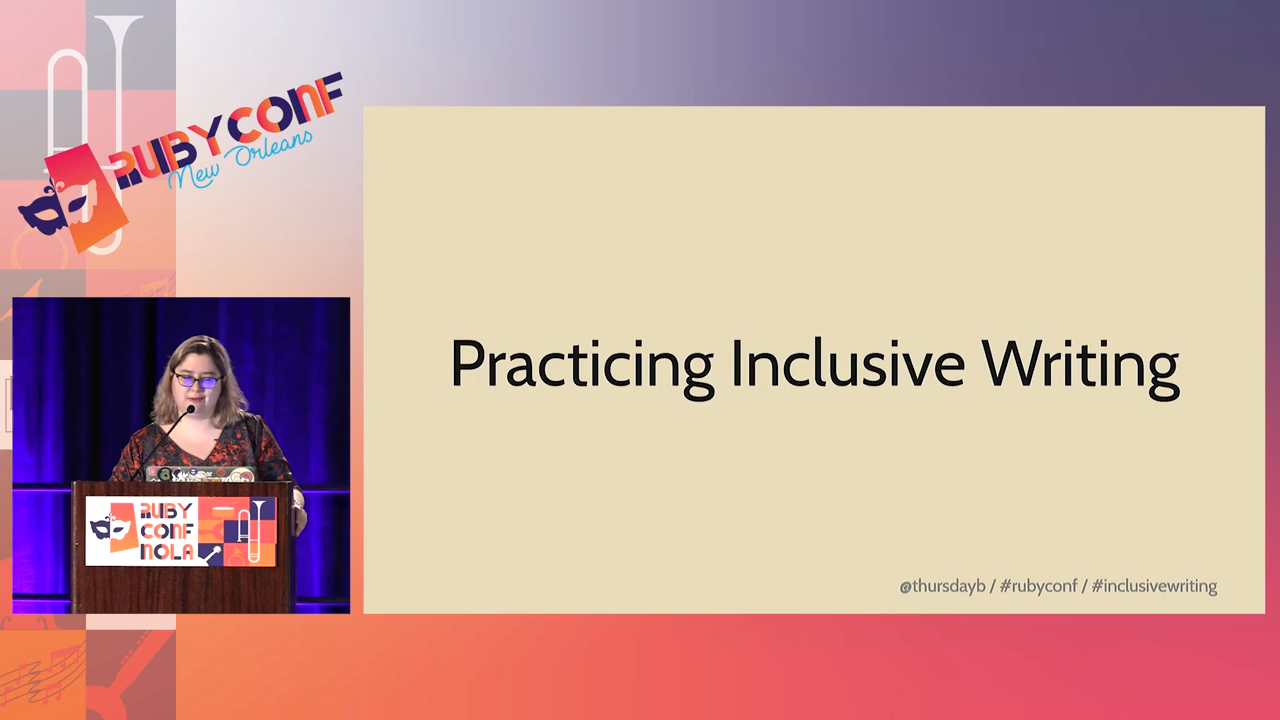 RUBYCONF
New Orleans
Practicing Inclusive Writing
@thursdayb / #rubyconf / #inclusivewriting
RUBY
CONF
NOLA